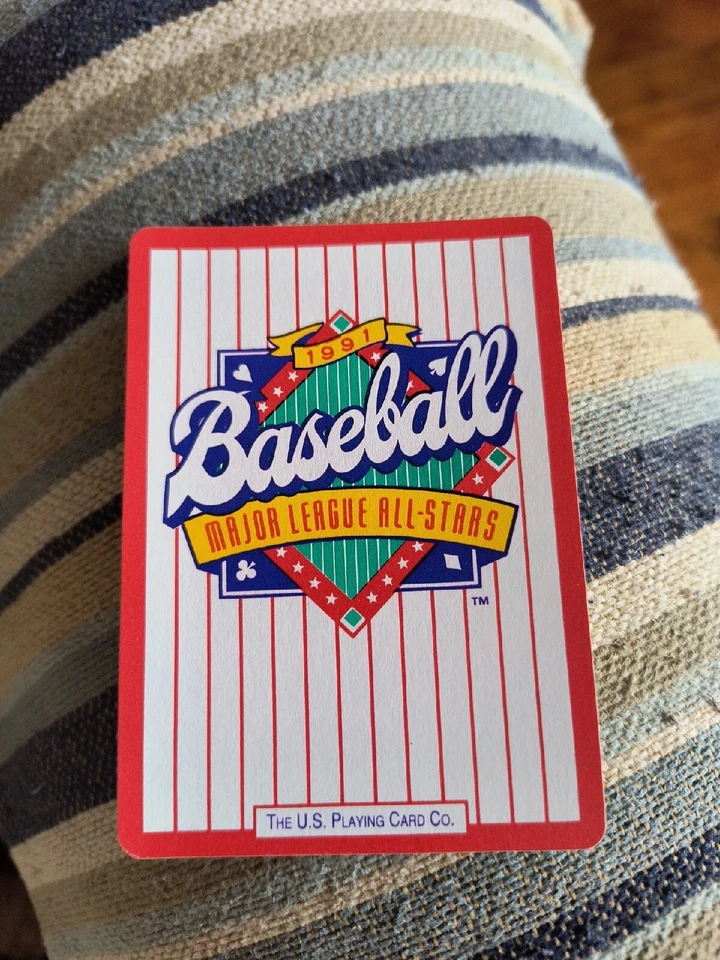 1991
Baseball
MAJOR LEAGUE ALL-STARS
TM
THE U.S. PLAYING CARD CO.